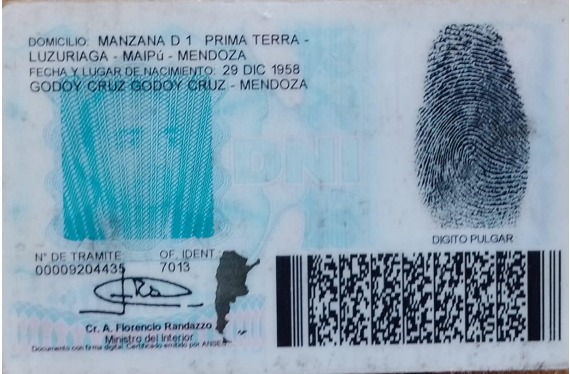 DOMICILIO: MANZANA D 1 PRIMA TERRA -
LUZURIAGA - MAIPú - MENDOZA
FECHA Y LUGAR DE NACIMIENTO: 29 DIC 1958
GODOY CRUZ GODOY CRUZ - MENDOZA
DNI
DIGITO PULGAR
N° DE TRAMITE: OF. IDENT.:
00009204435 7013
Cr. A. Florencio Randazzo
Ministro del Interior
Documento con firma digital. Certificado emitido por ANSES